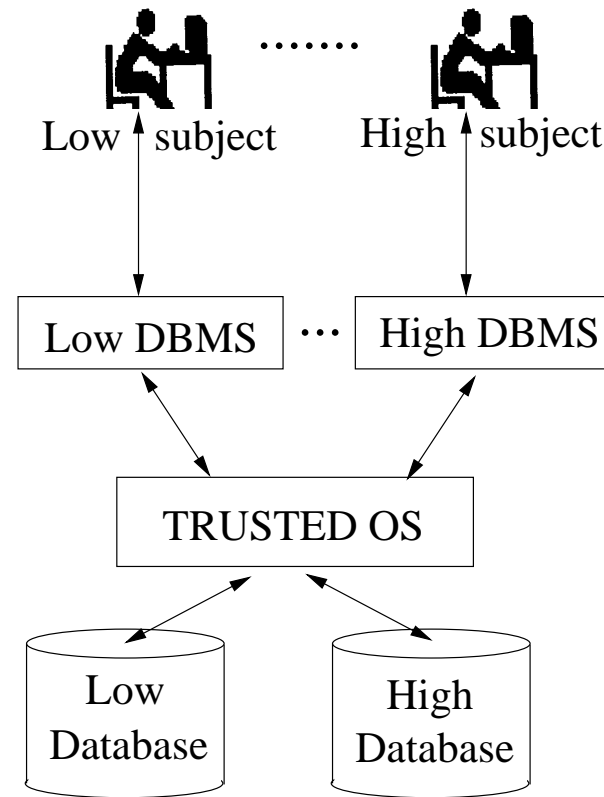 Low subject
High subject
Low DBMS
High DBMS
TRUSTED OS
Low
Database
High
Database